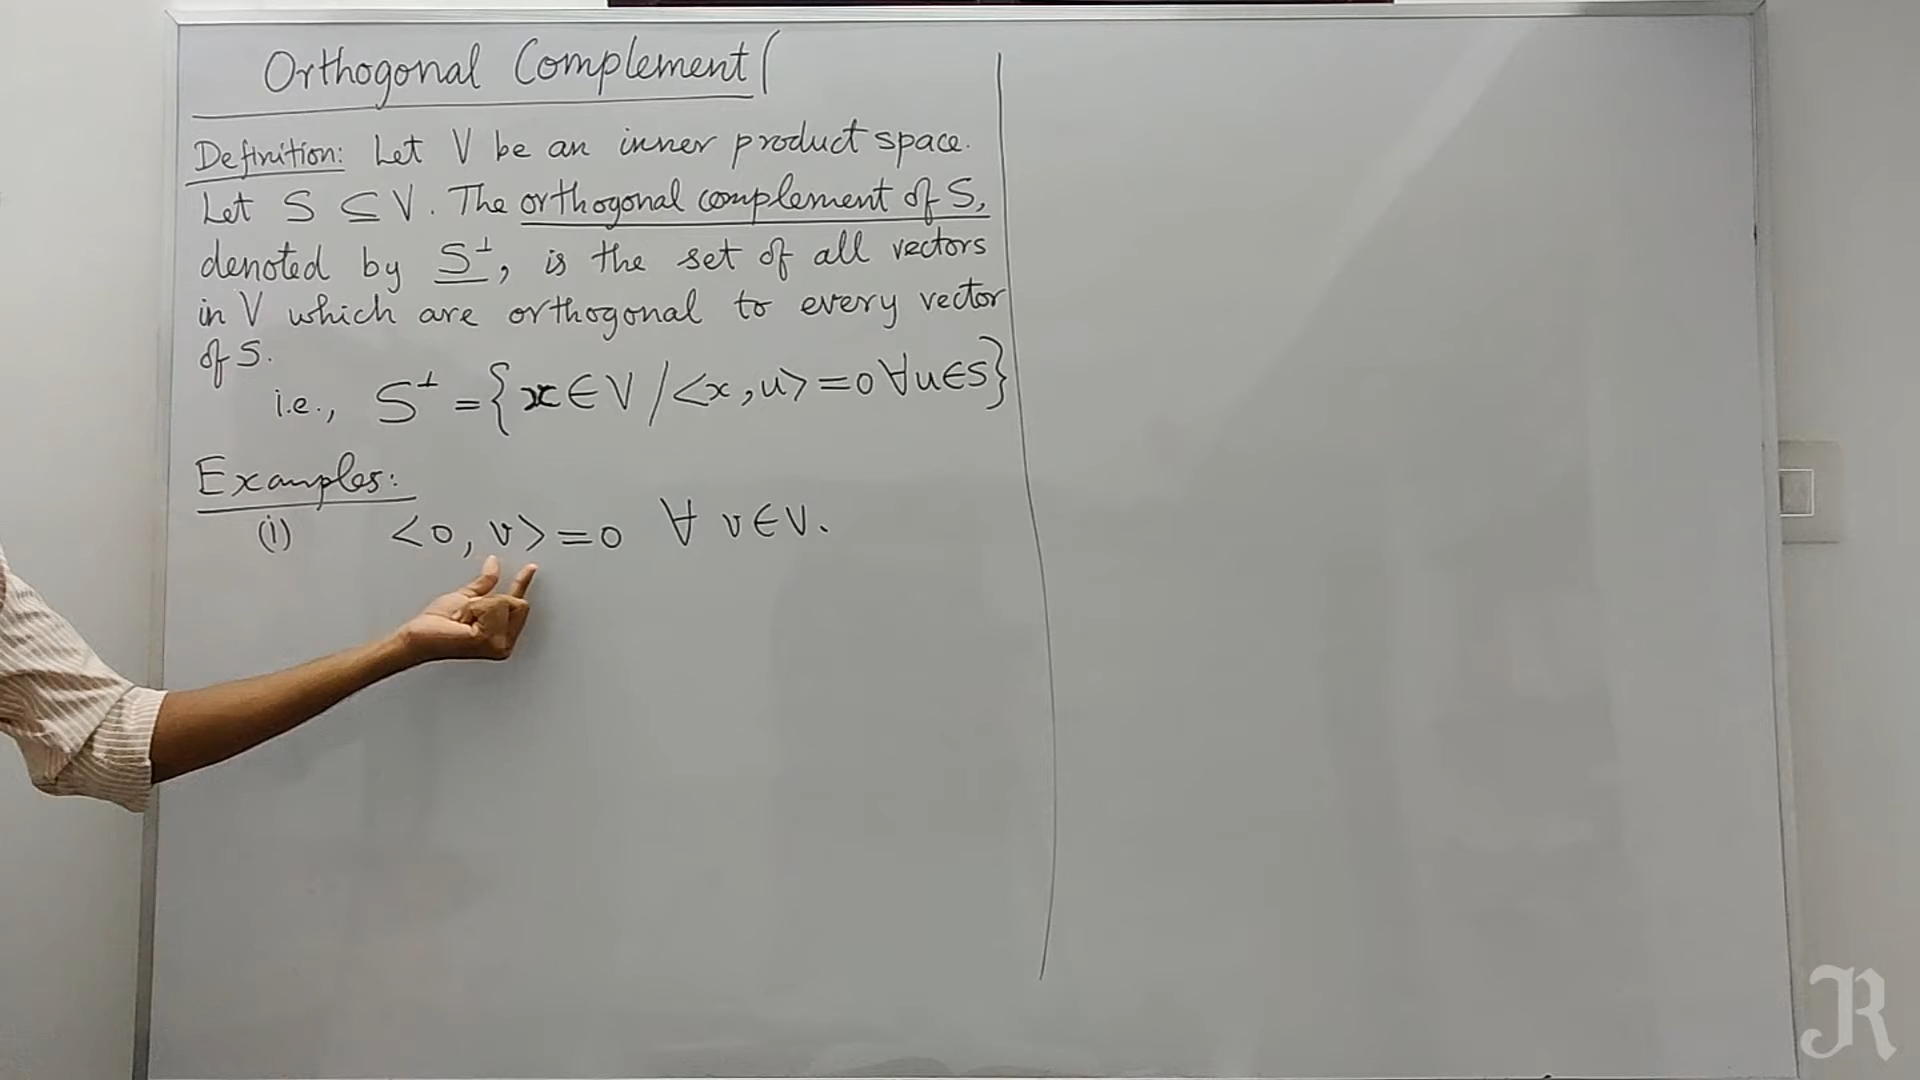 Orthogonal Complement (
Definition: Let V be an inner product space.
Let S ⊆ V. The orthogonal complement of S,
denoted by S⊥, is the set of all vectors
in V which are orthogonal to every vector
of S.
i.e., S⊥ = {x ∈ V / <x, u> = 0 ∀ u ∈ S}
Examples:
(i) <0, v> = 0 ∀ v ∈ V.
R